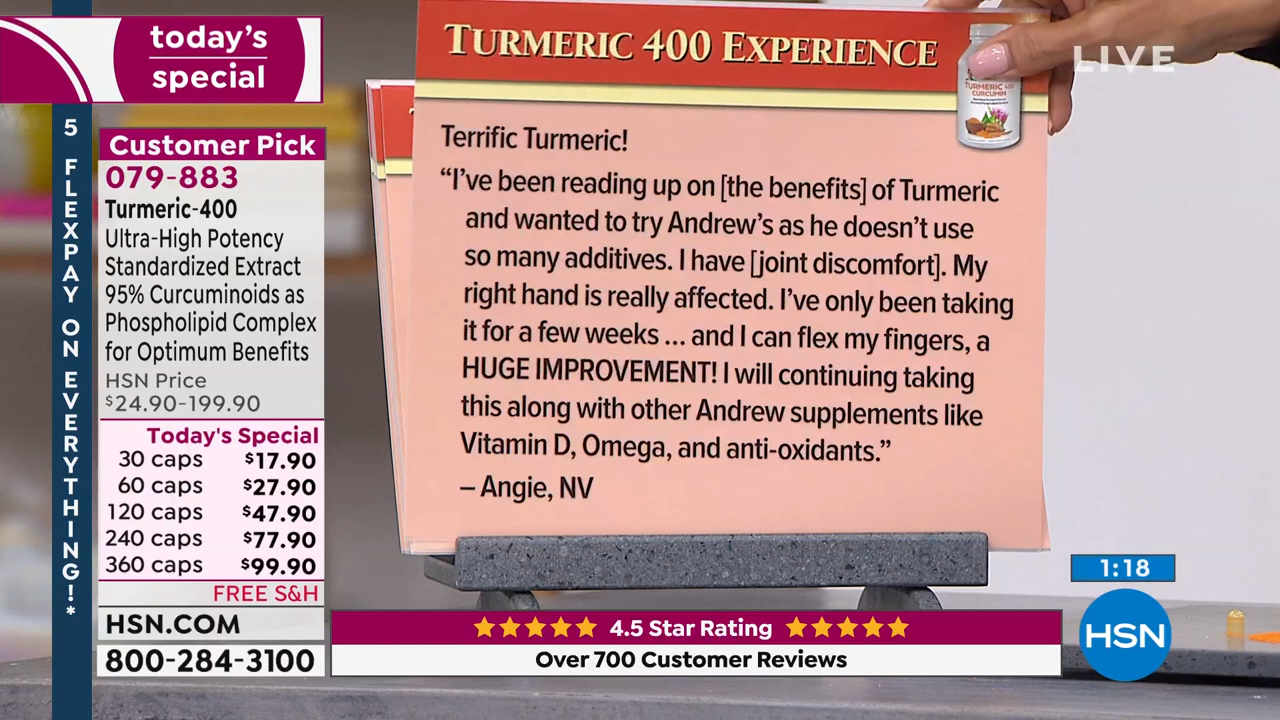 today's
special
5 FLEXPAY ON EVERYTHING!*
Customer Pick
079-883
Turmeric-400
Ultra-High Potency
Standardized Extract
95% Curcuminoids as
Phospholipid Complex
for Optimum Benefits
HSN Price
$24.90-199.90
Today's Special
30 caps $17.90
60 caps $27.90
120 caps $47.90
240 caps $77.90
360 caps $99.90
FREE S&H
HSN.COM
800-284-3100
TURMERIC 400 EXPERIENCE
TURMERIC 400
CURCUMIN
LIVE
Terrific Turmeric!
“I’ve been reading up on [the benefits] of Turmeric
and wanted to try Andrew’s as he doesn’t use
so many additives. I have [joint discomfort]. My
right hand is really affected. I’ve only been taking
it for a few weeks ... and I can flex my fingers, a
HUGE IMPROVEMENT! I will continuing taking
this along with other Andrew supplements like
Vitamin D, Omega, and anti-oxidants.”
– Angie, NV
1:18
HSN
4.5 Star Rating
Over 700 Customer Reviews